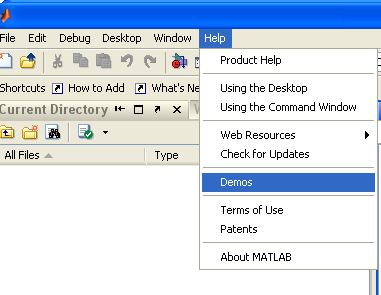 File Edit Debug Desktop Window Help
Product Help
Shortcuts How to Add What's Ne
Using the Desktop
Current Directory
Using the Command Window
Web Resources
All Files Type
Check for Updates
Demos
Terms of Use
Patents
About MATLAB